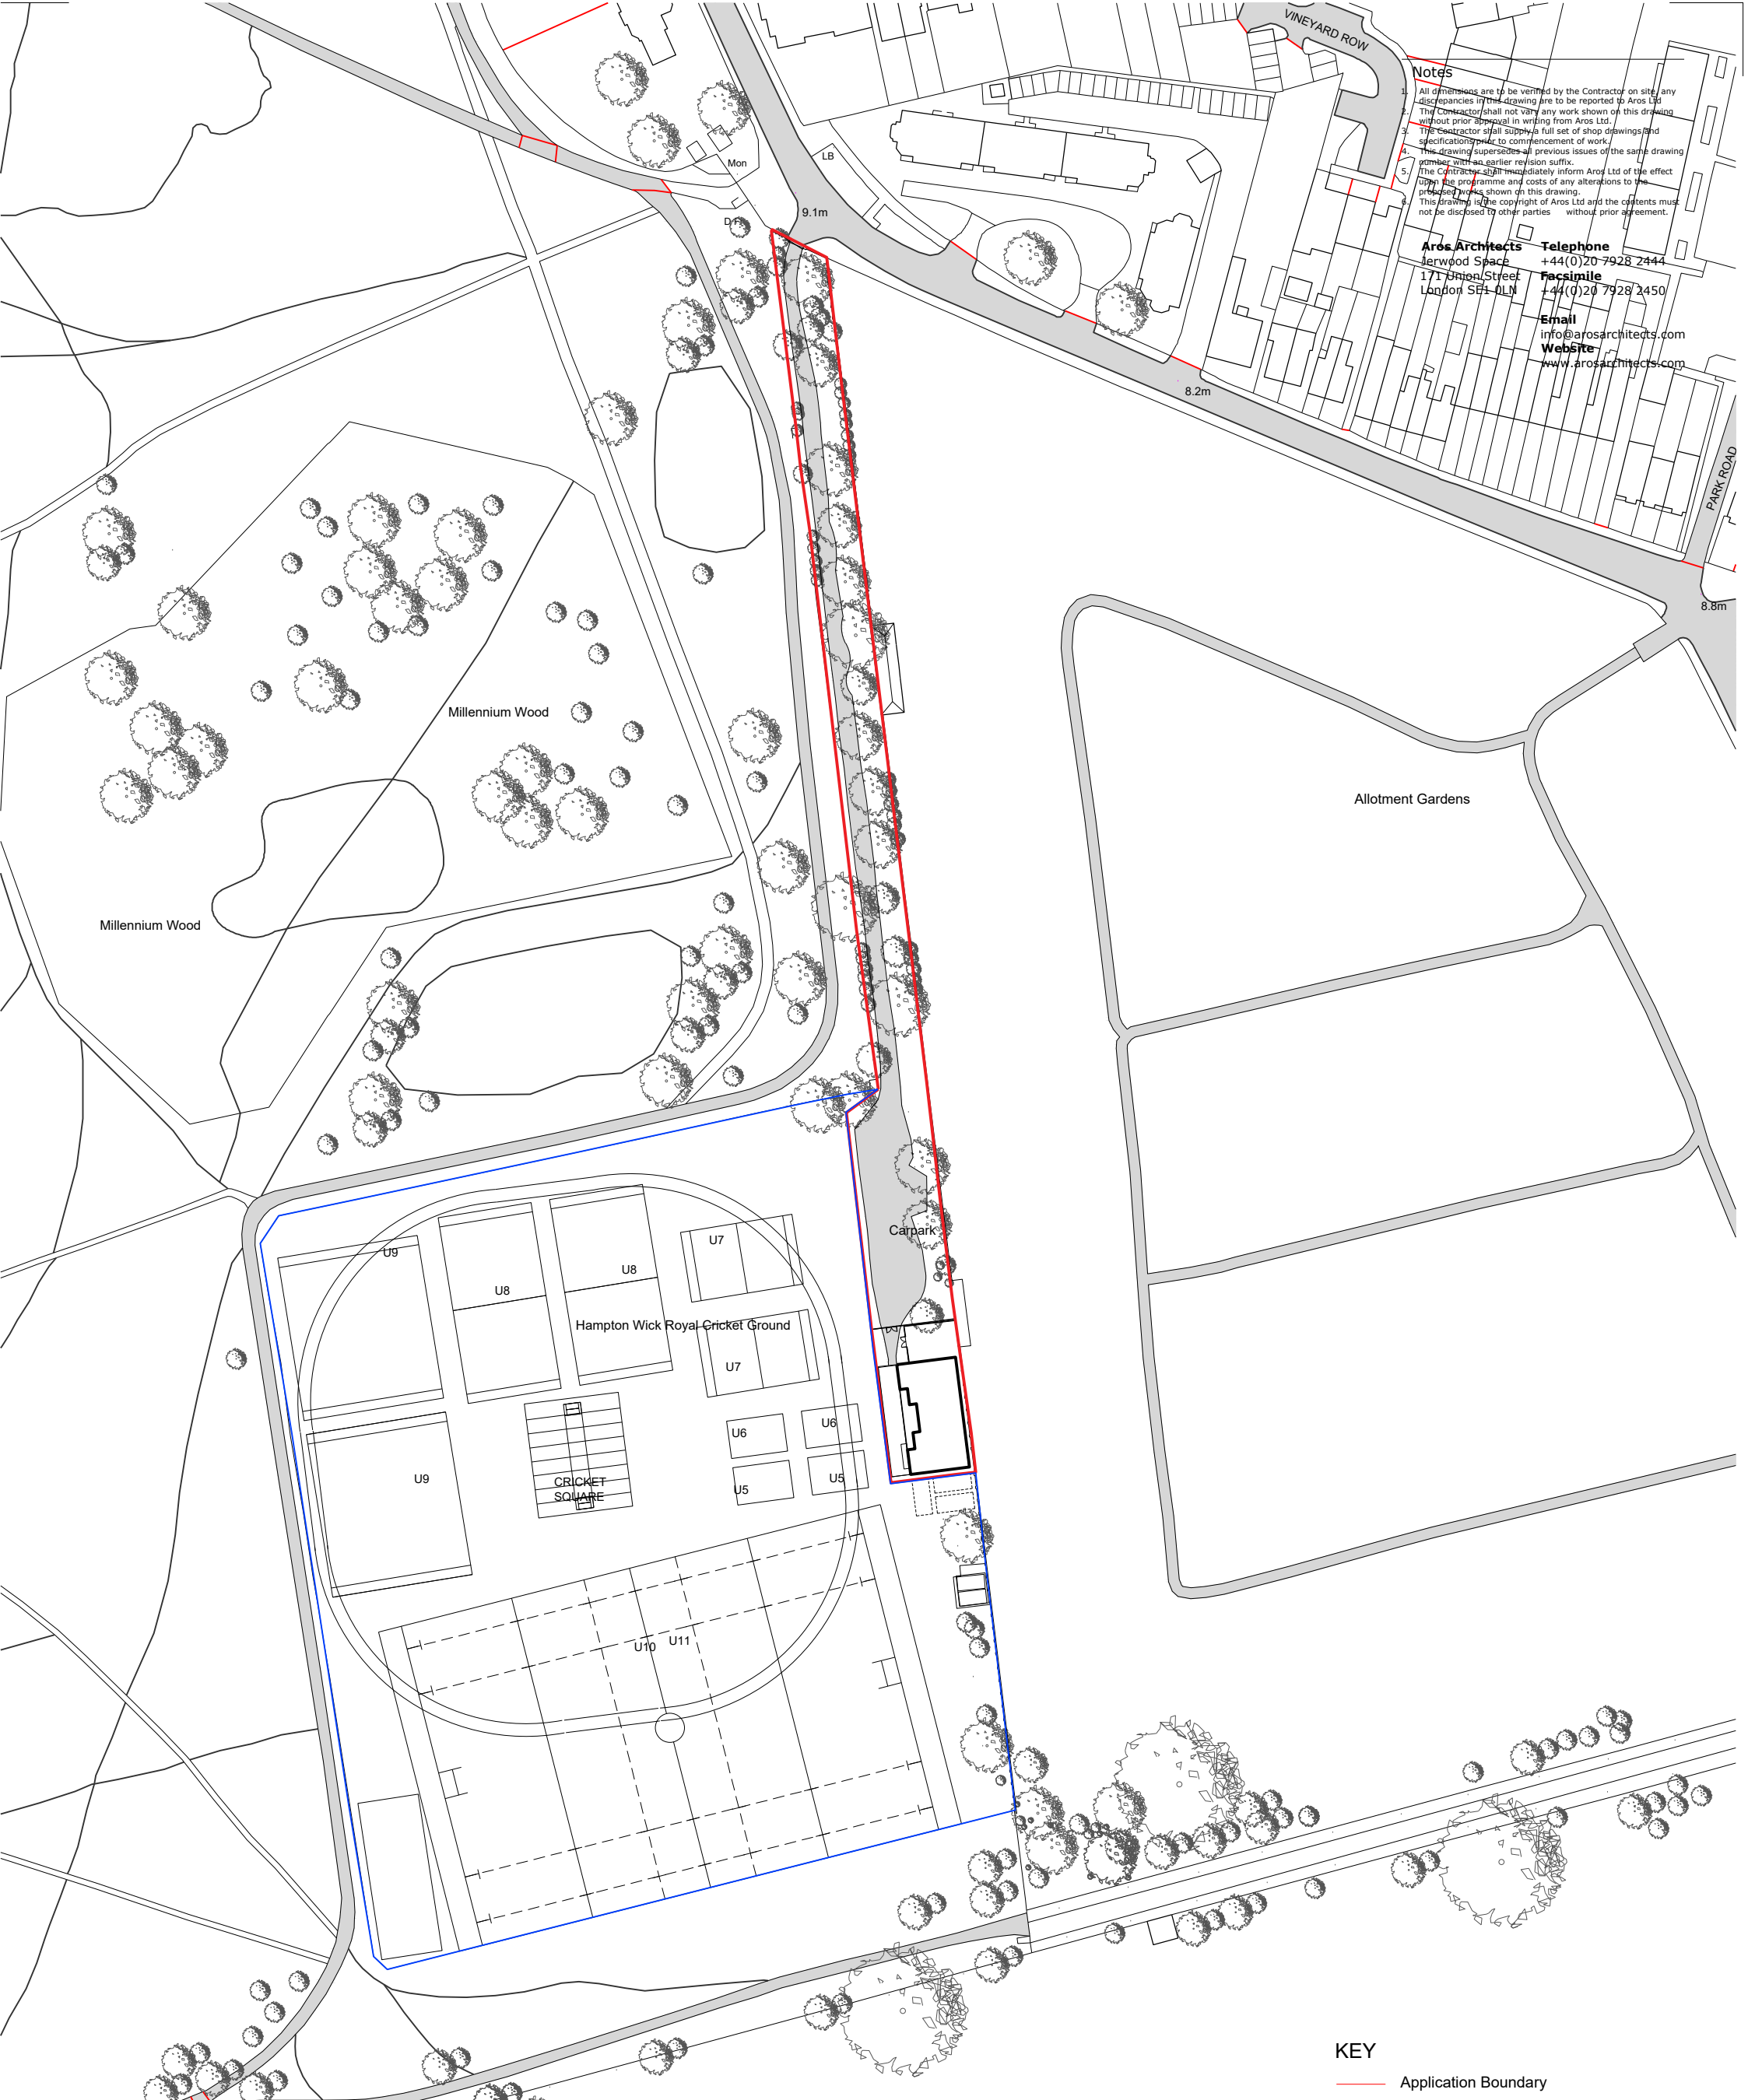 VINEYARD ROW
Notes
1. All dimensions are to be verified by the Contractor on site, any
discrepancies in this drawing are to be reported to Aros Ltd
2. The Contractor shall not vary any work shown on this drawing
without prior approval in writing from Aros Ltd.
3. The Contractor shall supply a full set of shop drawings and
specifications prior to commencement of work.
4. This drawing supersedes all previous issues of the same drawing
number with an earlier revision suffix.
5. The Contractor shall immediately inform Aros Ltd of the effect
upon the programme and costs of any alterations to the
proposed works shown on this drawing.
6. This drawing is the copyright of Aros Ltd and the contents must
not be disclosed to other parties without prior agreement.
Aros Architects
Jerwood Space
171 Union Street
London SE1 0LN
Telephone
+44(0)20 7928 2444
Facsimile
+44(0)20 7928 2450
Email
info@arosarchitects.com
Website
www.arosarchitects.com
Mon
LB
9.1m
8.2m
PARK ROAD
8.8m
Millennium Wood
Allotment Gardens
Millennium Wood
Carpark
U9
U8
U8
U7
Hampton Wick Royal Cricket Ground
U7
U6
U6
U9
CRICKET
SQUARE
U5
U5
U10
U11
KEY
Application Boundary